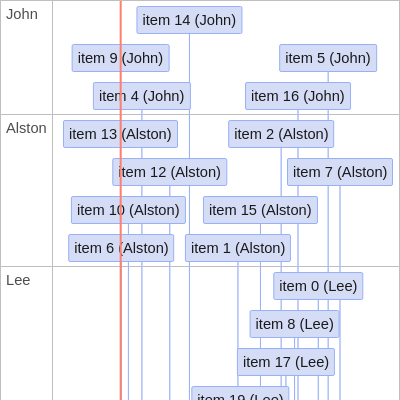 John
item 14 (John)
item 9 (John)
item 5 (John)
item 4 (John)
item 16 (John)
Alston
item 13 (Alston)
item 2 (Alston)
item 12 (Alston)
item 7 (Alston)
item 10 (Alston)
item 15 (Alston)
item 6 (Alston)
item 1 (Alston)
Lee
item 0 (Lee)
item 8 (Lee)
item 17 (Lee)
item 19 (Lee)